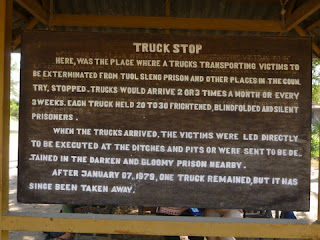 TRUCK STOP
HERE, WAS THE PLACE WHERE A TRUCKS TRANSPORTING VICTIMS TO
BE EXTERMINATED FROM TUOL SLENG PRISON AND OTHER PLACES IN THE COUN
TRY, STOPPED. TRUCKS WOULD ARRIVE 2 OR 3 TIMES A MONTH OR EVERY
3 WEEKS. EACH TRUCK HELD 20 TO 30 FRIGHTENED, BLINDFOLDED AND SILENT
PRISONERS.
WHEN THE TRUCKS ARRIVED, THE VICTIMS WERE LED DIRECTLY
TO BE EXECUTED AT THE DITCHES AND PITS OR WERE SENT TO BE DE.
.TAINED IN THE DARKEN AND GLOOMY PRISON NEARBY.
AFTER JANUARY 07,1979, ONE TRUCK REMAINED, BUT IT HAS
SINCE BEEN TAKEN AWAY.